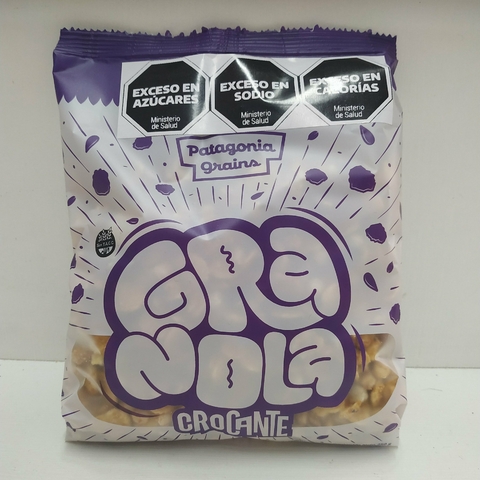 EXCESO EN
AZÚCARES
Ministerio
de Salud
EXCESO EN
SODIO
Ministerio
de Salud
EXCESO EN
CALORÍAS
Ministerio
de Salud
Patagonia
grains
Sin T.A.C.C.
GRA
NOLA
CROCANTE